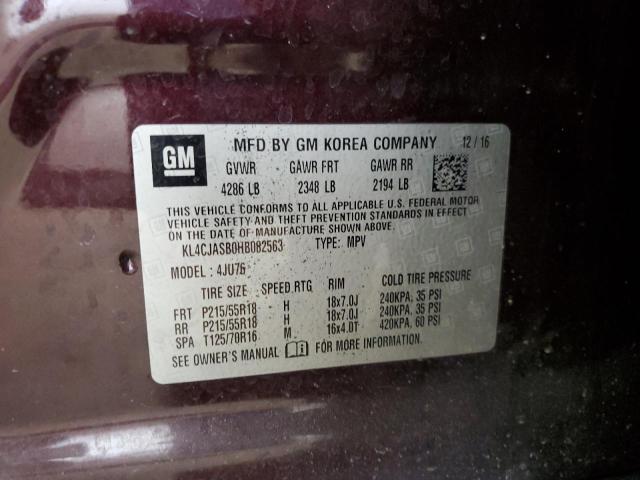 GM
MFD BY GM KOREA COMPANY 12/16
GVWR GAWR FRT GAWR RR
4286 LB 2348 LB 2194 LB
THIS VEHICLE CONFORMS TO ALL APPLICABLE U.S. FEDERAL MOTOR
VEHICLE SAFETY AND THEFT PREVENTION STANDARDS IN EFFECT
ON THE DATE OF MANUFACTURE SHOWN ABOVE.
KL4CJASB0HB082563 TYPE: MPV
MODEL : 4JU76
TIRE SIZE SPEED RTG RIM COLD TIRE PRESSURE
FRT P215/55R18 H 18x7.0J 240KPA, 35 PSI
RR P215/55R18 H 18x7.0J 240KPA, 35 PSI
SPA T125/70R16 M 16x4.0T 420KPA, 60 PSI
SEE OWNER'S MANUAL FOR MORE INFORMATION